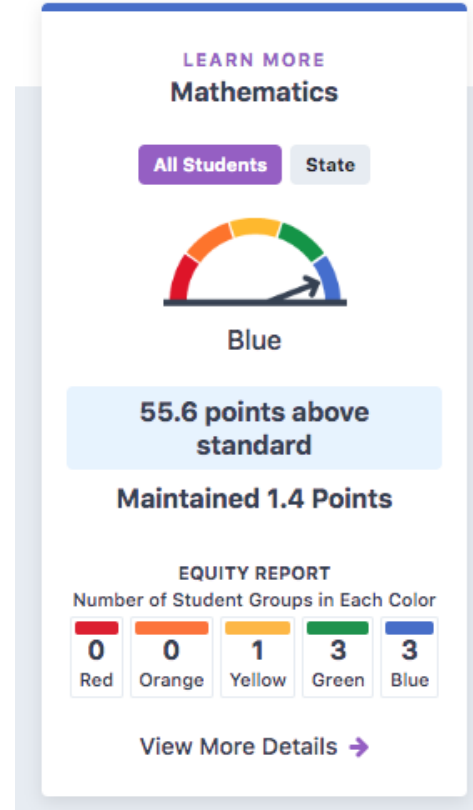 LEARN MORE
Mathematics
All Students State
Blue
55.6 points above
standard
Maintained 1.4 Points
EQUITY REPORT
Number of Student Groups in Each Color
0 0 1 3 3
Red Orange Yellow Green Blue
View More Details →